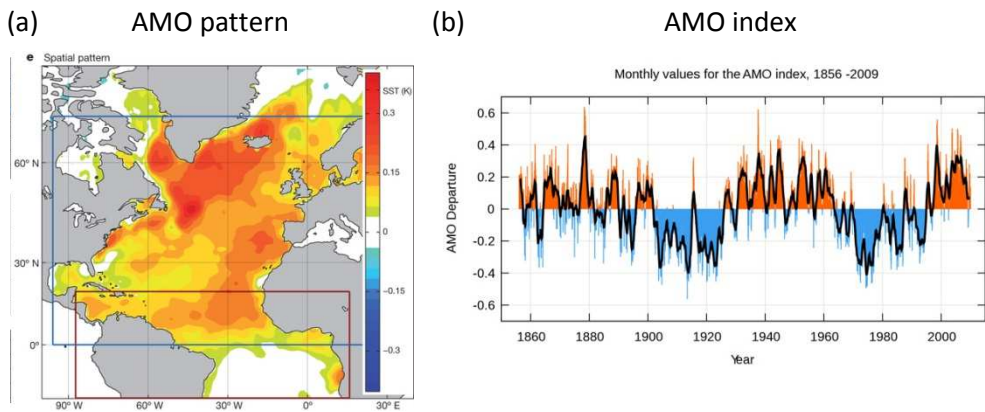 (a) AMO pattern
e Spatial pattern
SST (K)
0.3
0.15
0
−0.15
−0.3
60° N
30° N
0°
90° W 60° W 30° W 0° 30° E
(b) AMO index
Monthly values for the AMO index, 1856 -2009
AMO Departure
0.6
0.4
0.2
0
-0.2
-0.4
-0.6
1860 1880 1900 1920 1940 1960 1980 2000
Year